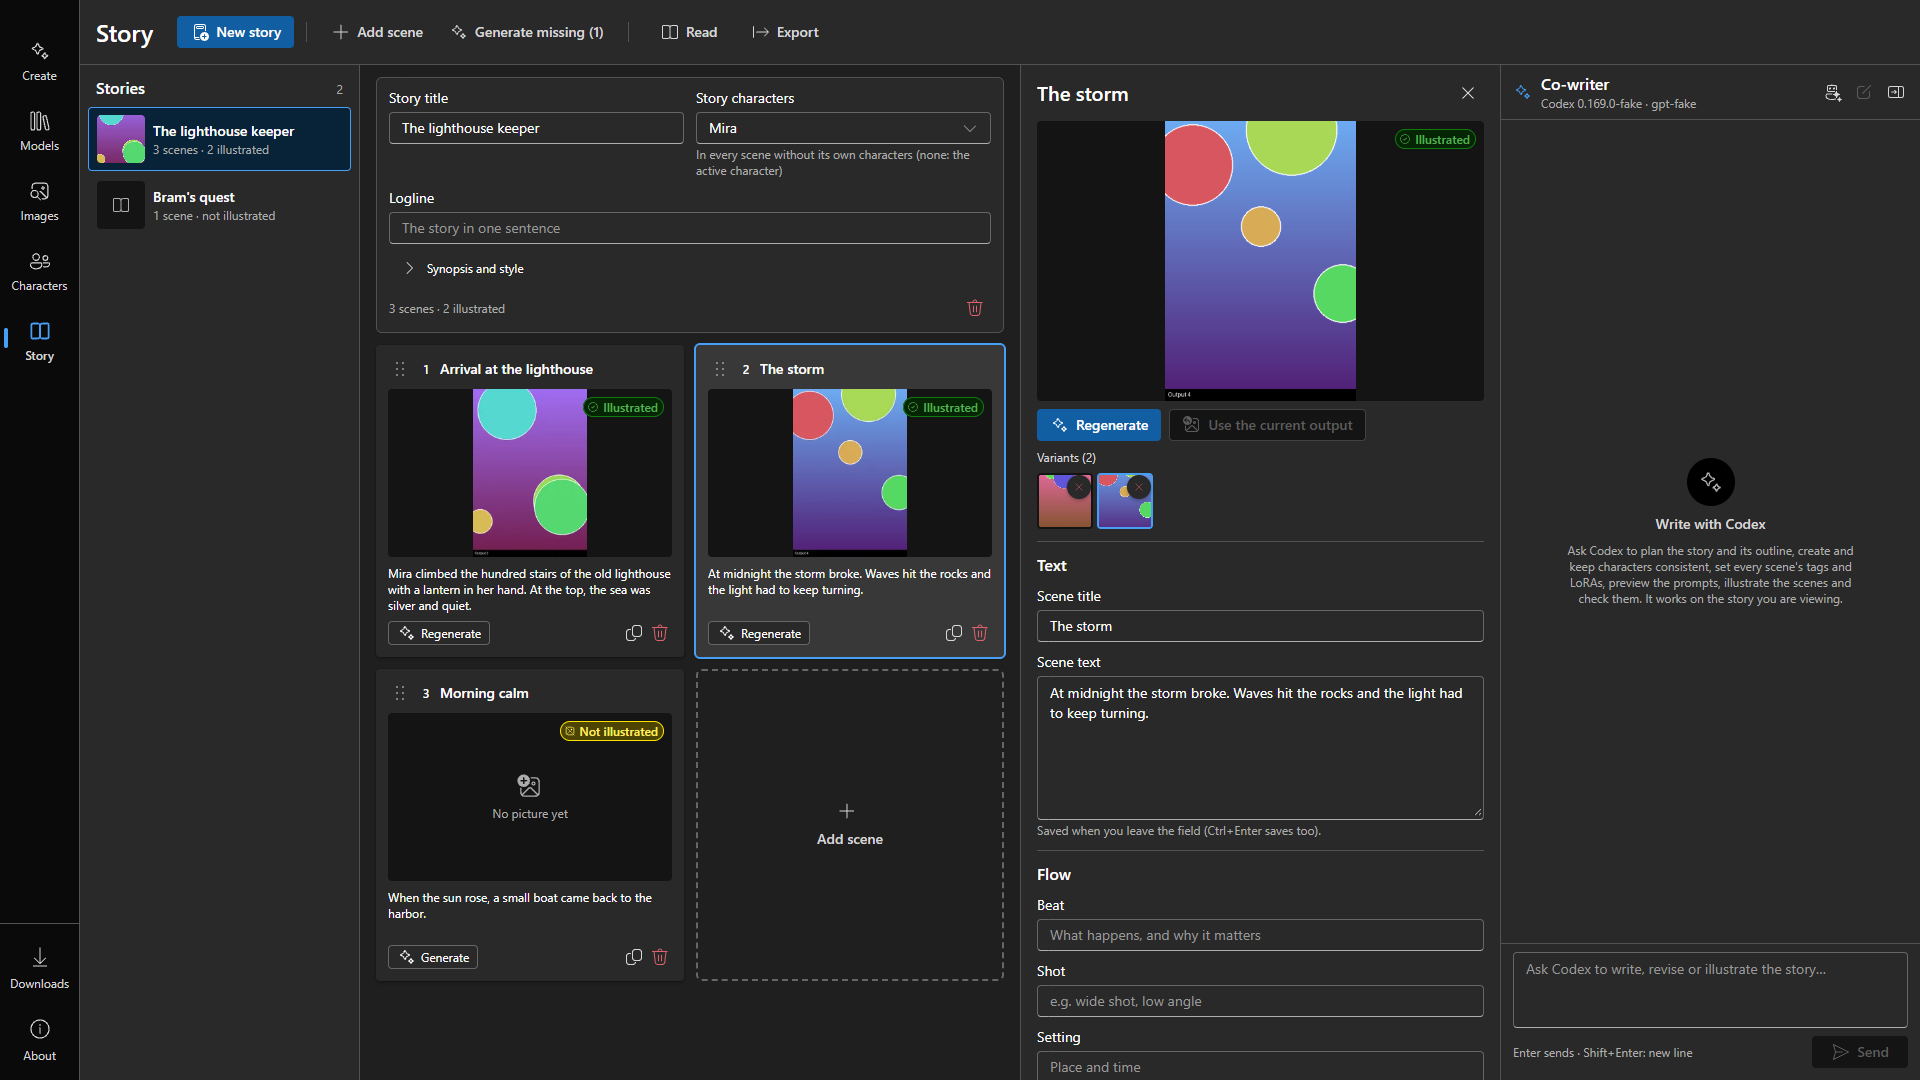 Story
New story
Add scene
Generate missing (1)
Read
Export
Create
Models
Images
Characters
Story
Downloads
About
Stories
2
The lighthouse keeper
3 scenes · 2 illustrated
Bram's quest
1 scene · not illustrated
Story title
The lighthouse keeper
Story characters
Mira
In every scene without its own characters (none: the
active character)
Logline
The story in one sentence
Synopsis and style
3 scenes · 2 illustrated
1 Arrival at the lighthouse
Illustrated
Output 3
Mira climbed the hundred stairs of the old lighthouse
with a lantern in her hand. At the top, the sea was
silver and quiet.
Regenerate
2 The storm
Illustrated
Output 4
At midnight the storm broke. Waves hit the rocks and
the light had to keep turning.
Regenerate
3 Morning calm
Not illustrated
No picture yet
When the sun rose, a small boat came back to the
harbor.
Generate
Add scene
The storm
Illustrated
Output 4
Regenerate
Use the current output
Variants (2)
Text
Scene title
The storm
Scene text
At midnight the storm broke. Waves hit the rocks and the light had
to keep turning.
Saved when you leave the field (Ctrl+Enter saves too).
Flow
Beat
What happens, and why it matters
Shot
e.g. wide shot, low angle
Setting
Place and time
Co-writer
Codex 0.169.0-fake · gpt-fake
Write with Codex
Ask Codex to plan the story and its outline, create and
keep characters consistent, set every scene's tags and
LoRAs, preview the prompts, illustrate the scenes and
check them. It works on the story you are viewing.
Ask Codex to write, revise or illustrate the story...
Enter sends · Shift+Enter: new line
Send